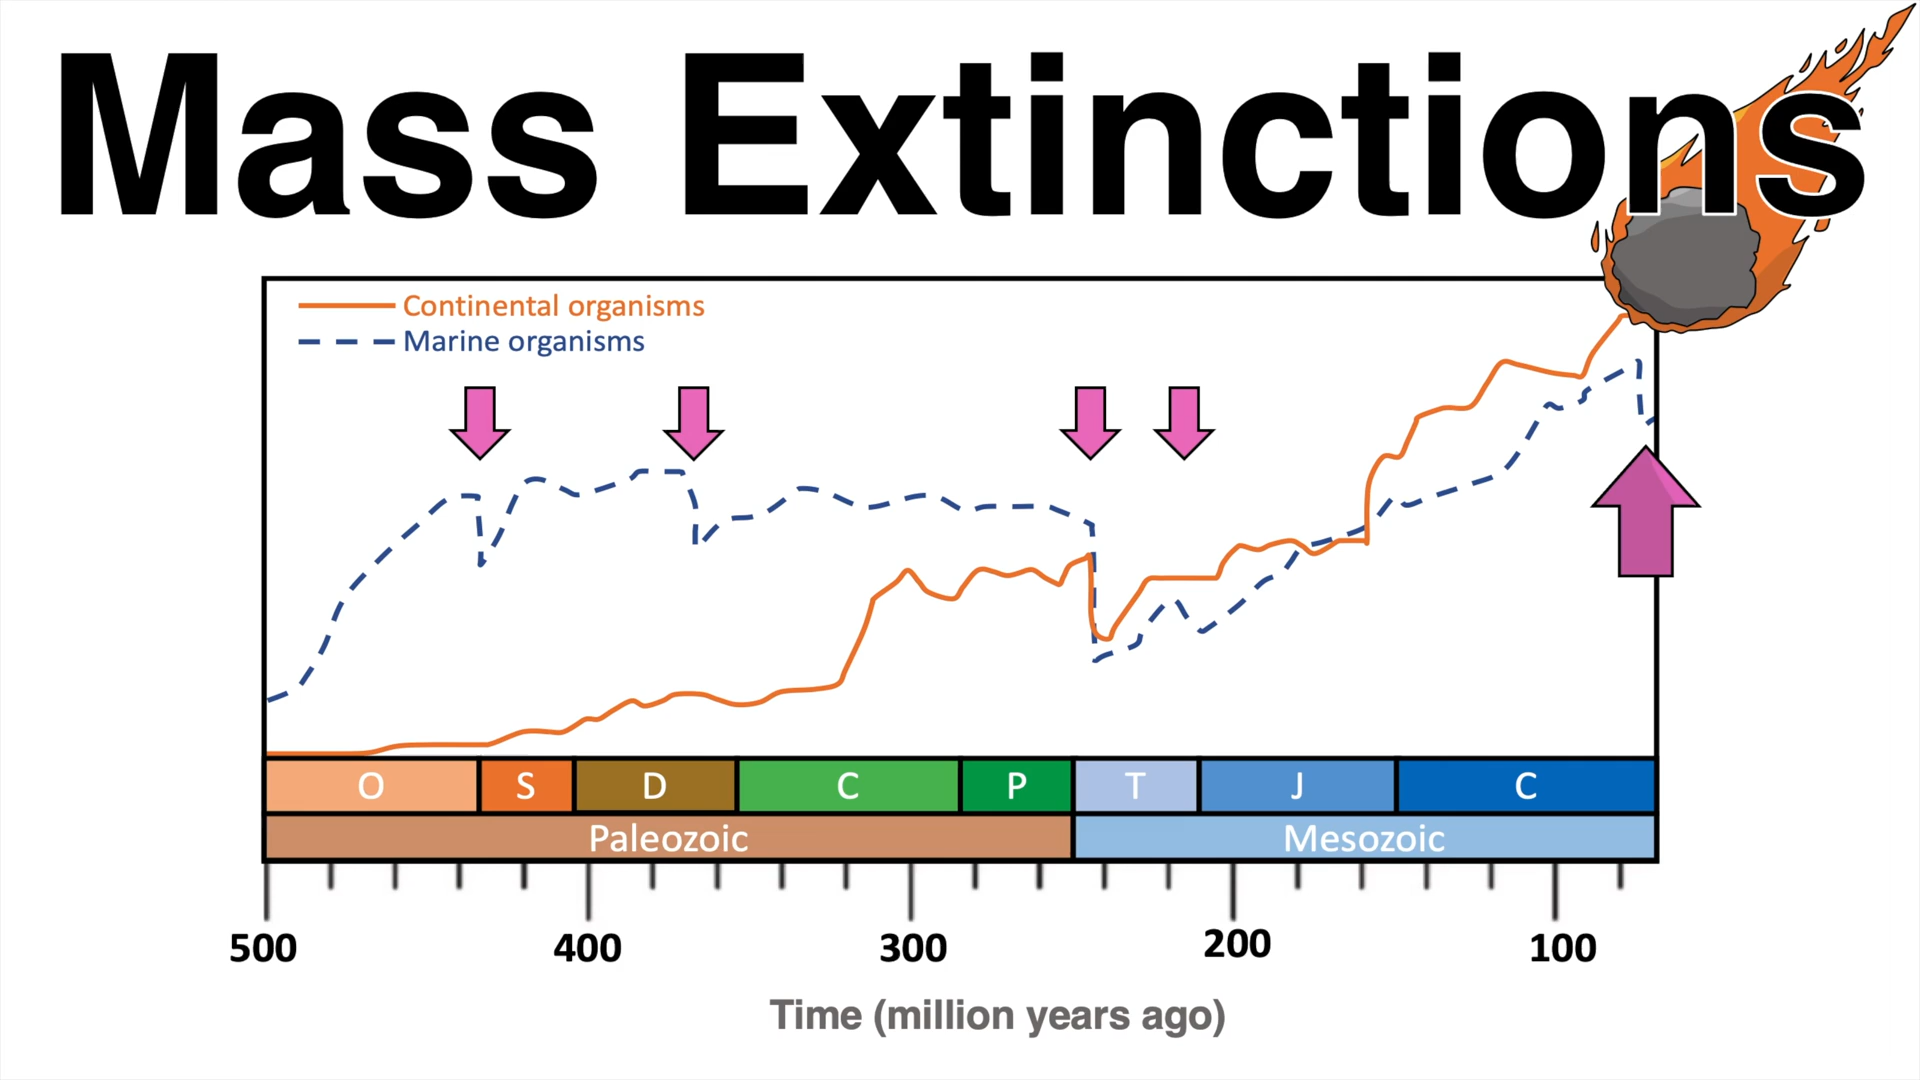 Mass Extinctions
Continental organisms
Marine organisms
O S D C P T J C
Paleozoic Mesozoic
500 400 300 200 100
Time (million years ago)